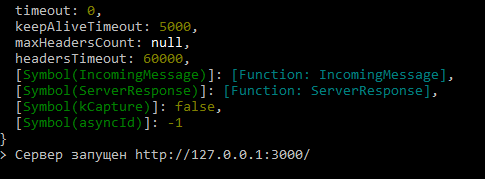 timeout: 0,
keepAliveTimeout: 5000,
maxHeadersCount: null,
headersTimeout: 60000,
[Symbol(IncomingMessage)]: [Function: IncomingMessage],
[Symbol(ServerResponse)]: [Function: ServerResponse],
[Symbol(kCapture)]: false,
[Symbol(asyncId)]: -1
}
> Сервер запущен http://127.0.0.1:3000/